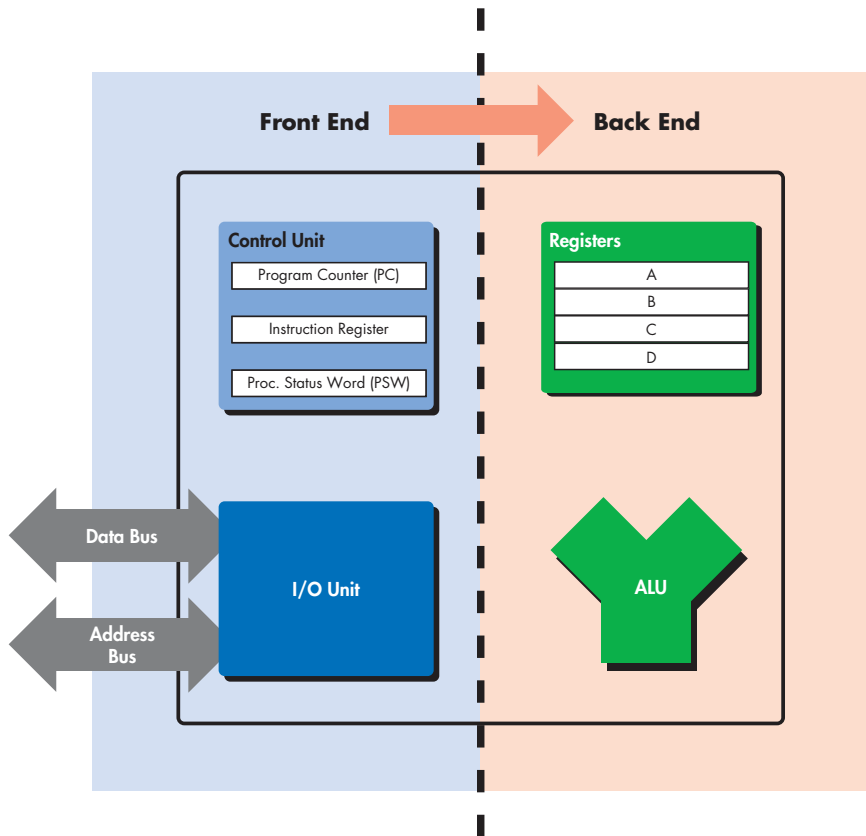 Front End
Back End
Control Unit
Program Counter (PC)
Instruction Register
Proc. Status Word (PSW)
Registers
A
B
C
D
Data Bus
Address
Bus
I/O Unit
ALU